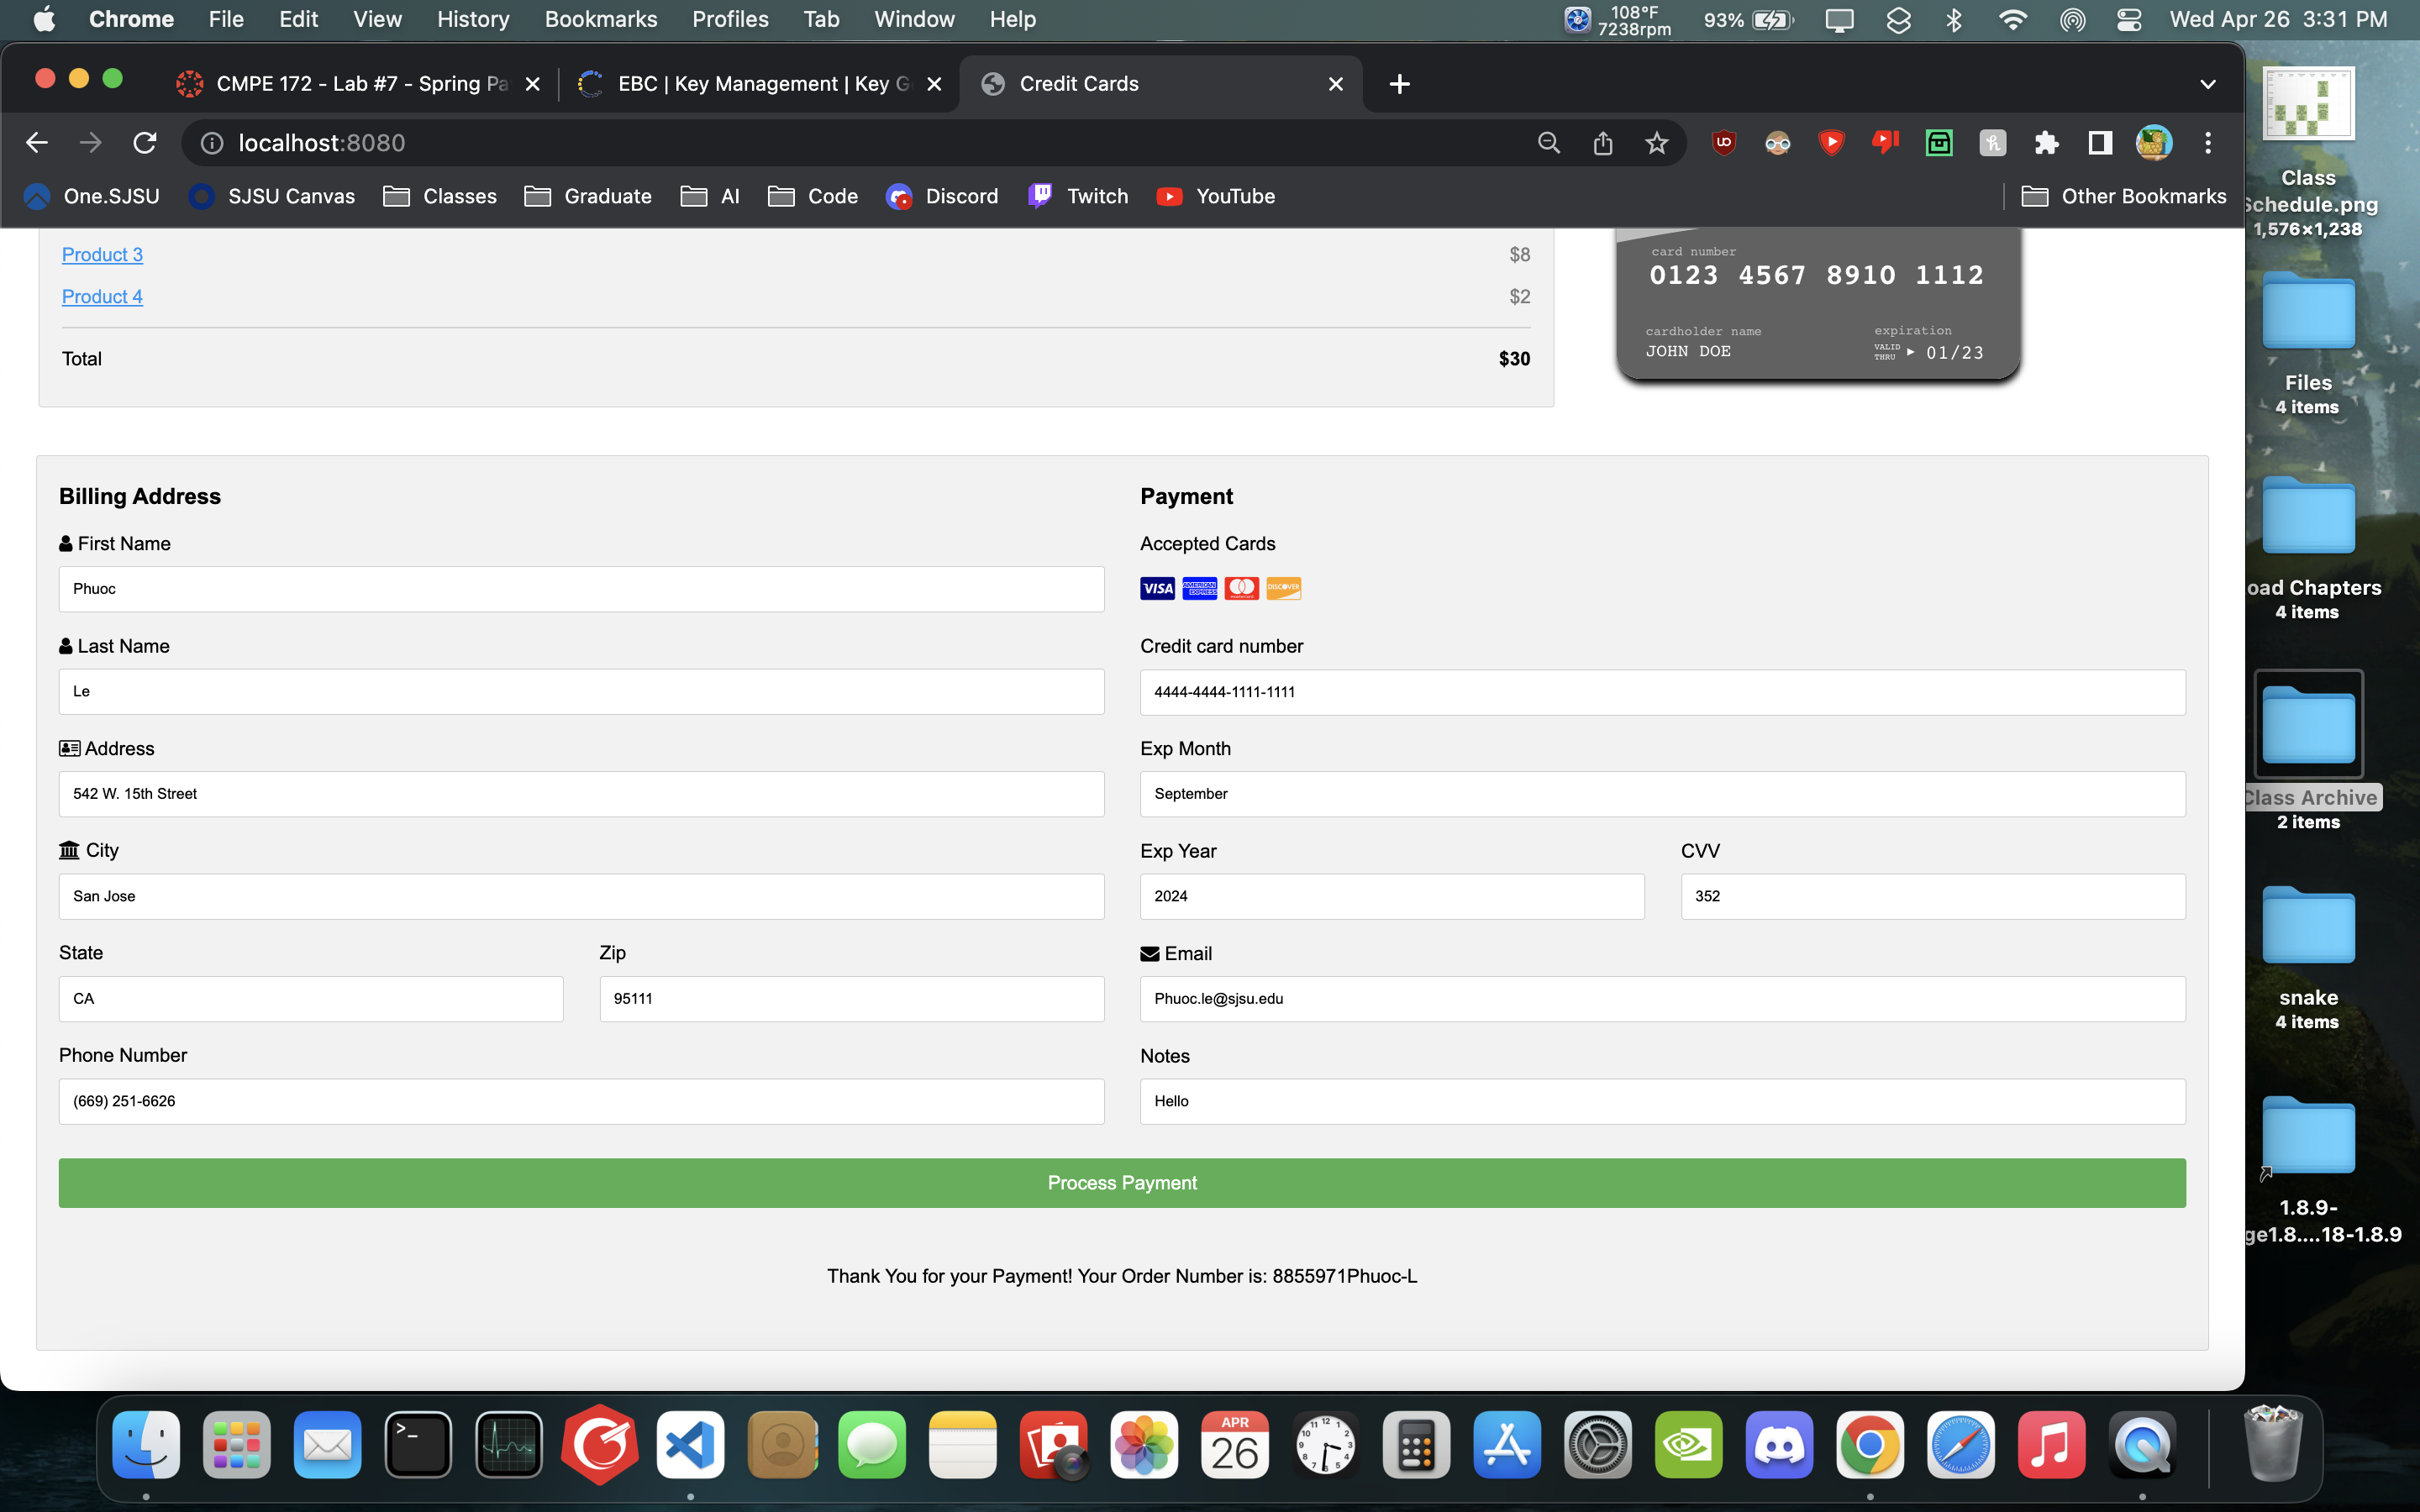 Chrome File Edit View History Bookmarks Profiles Tab Window Help 108°F 7238rpm 93% Wed Apr 26 3:31 PM
CMPE 172 - Lab #7 - Spring Pa EBC | Key Management | Key G Credit Cards
localhost:8080
One.SJSU SJSU Canvas Classes Graduate AI Code Discord Twitch YouTube Other Bookmarks
Product 3 $8
Product 4 $2
Total $30
card number
0123 4567 8910 1112
cardholder name expiration
JOHN DOE VALID THRU 01/23
Billing Address
First Name
Phuoc
Last Name
Le
Address
542 W. 15th Street
City
San Jose
State Zip
CA 95111
Phone Number
(669) 251-6626
Payment
Accepted Cards
VISA AMERICAN EXPRESS mastercard DISCOVER
Credit card number
4444-4444-1111-1111
Exp Month
September
Exp Year CVV
2024 352
Email
Phuoc.le@sjsu.edu
Notes
Hello
Process Payment
Thank You for your Payment! Your Order Number is: 8855971Phuoc-L
Class
Schedule.png
1,576×1,238
Files
4 items
oad Chapters
4 items
Class Archive
2 items
snake
4 items
1.8.9-
ge1.8....18-1.8.9
APR
26